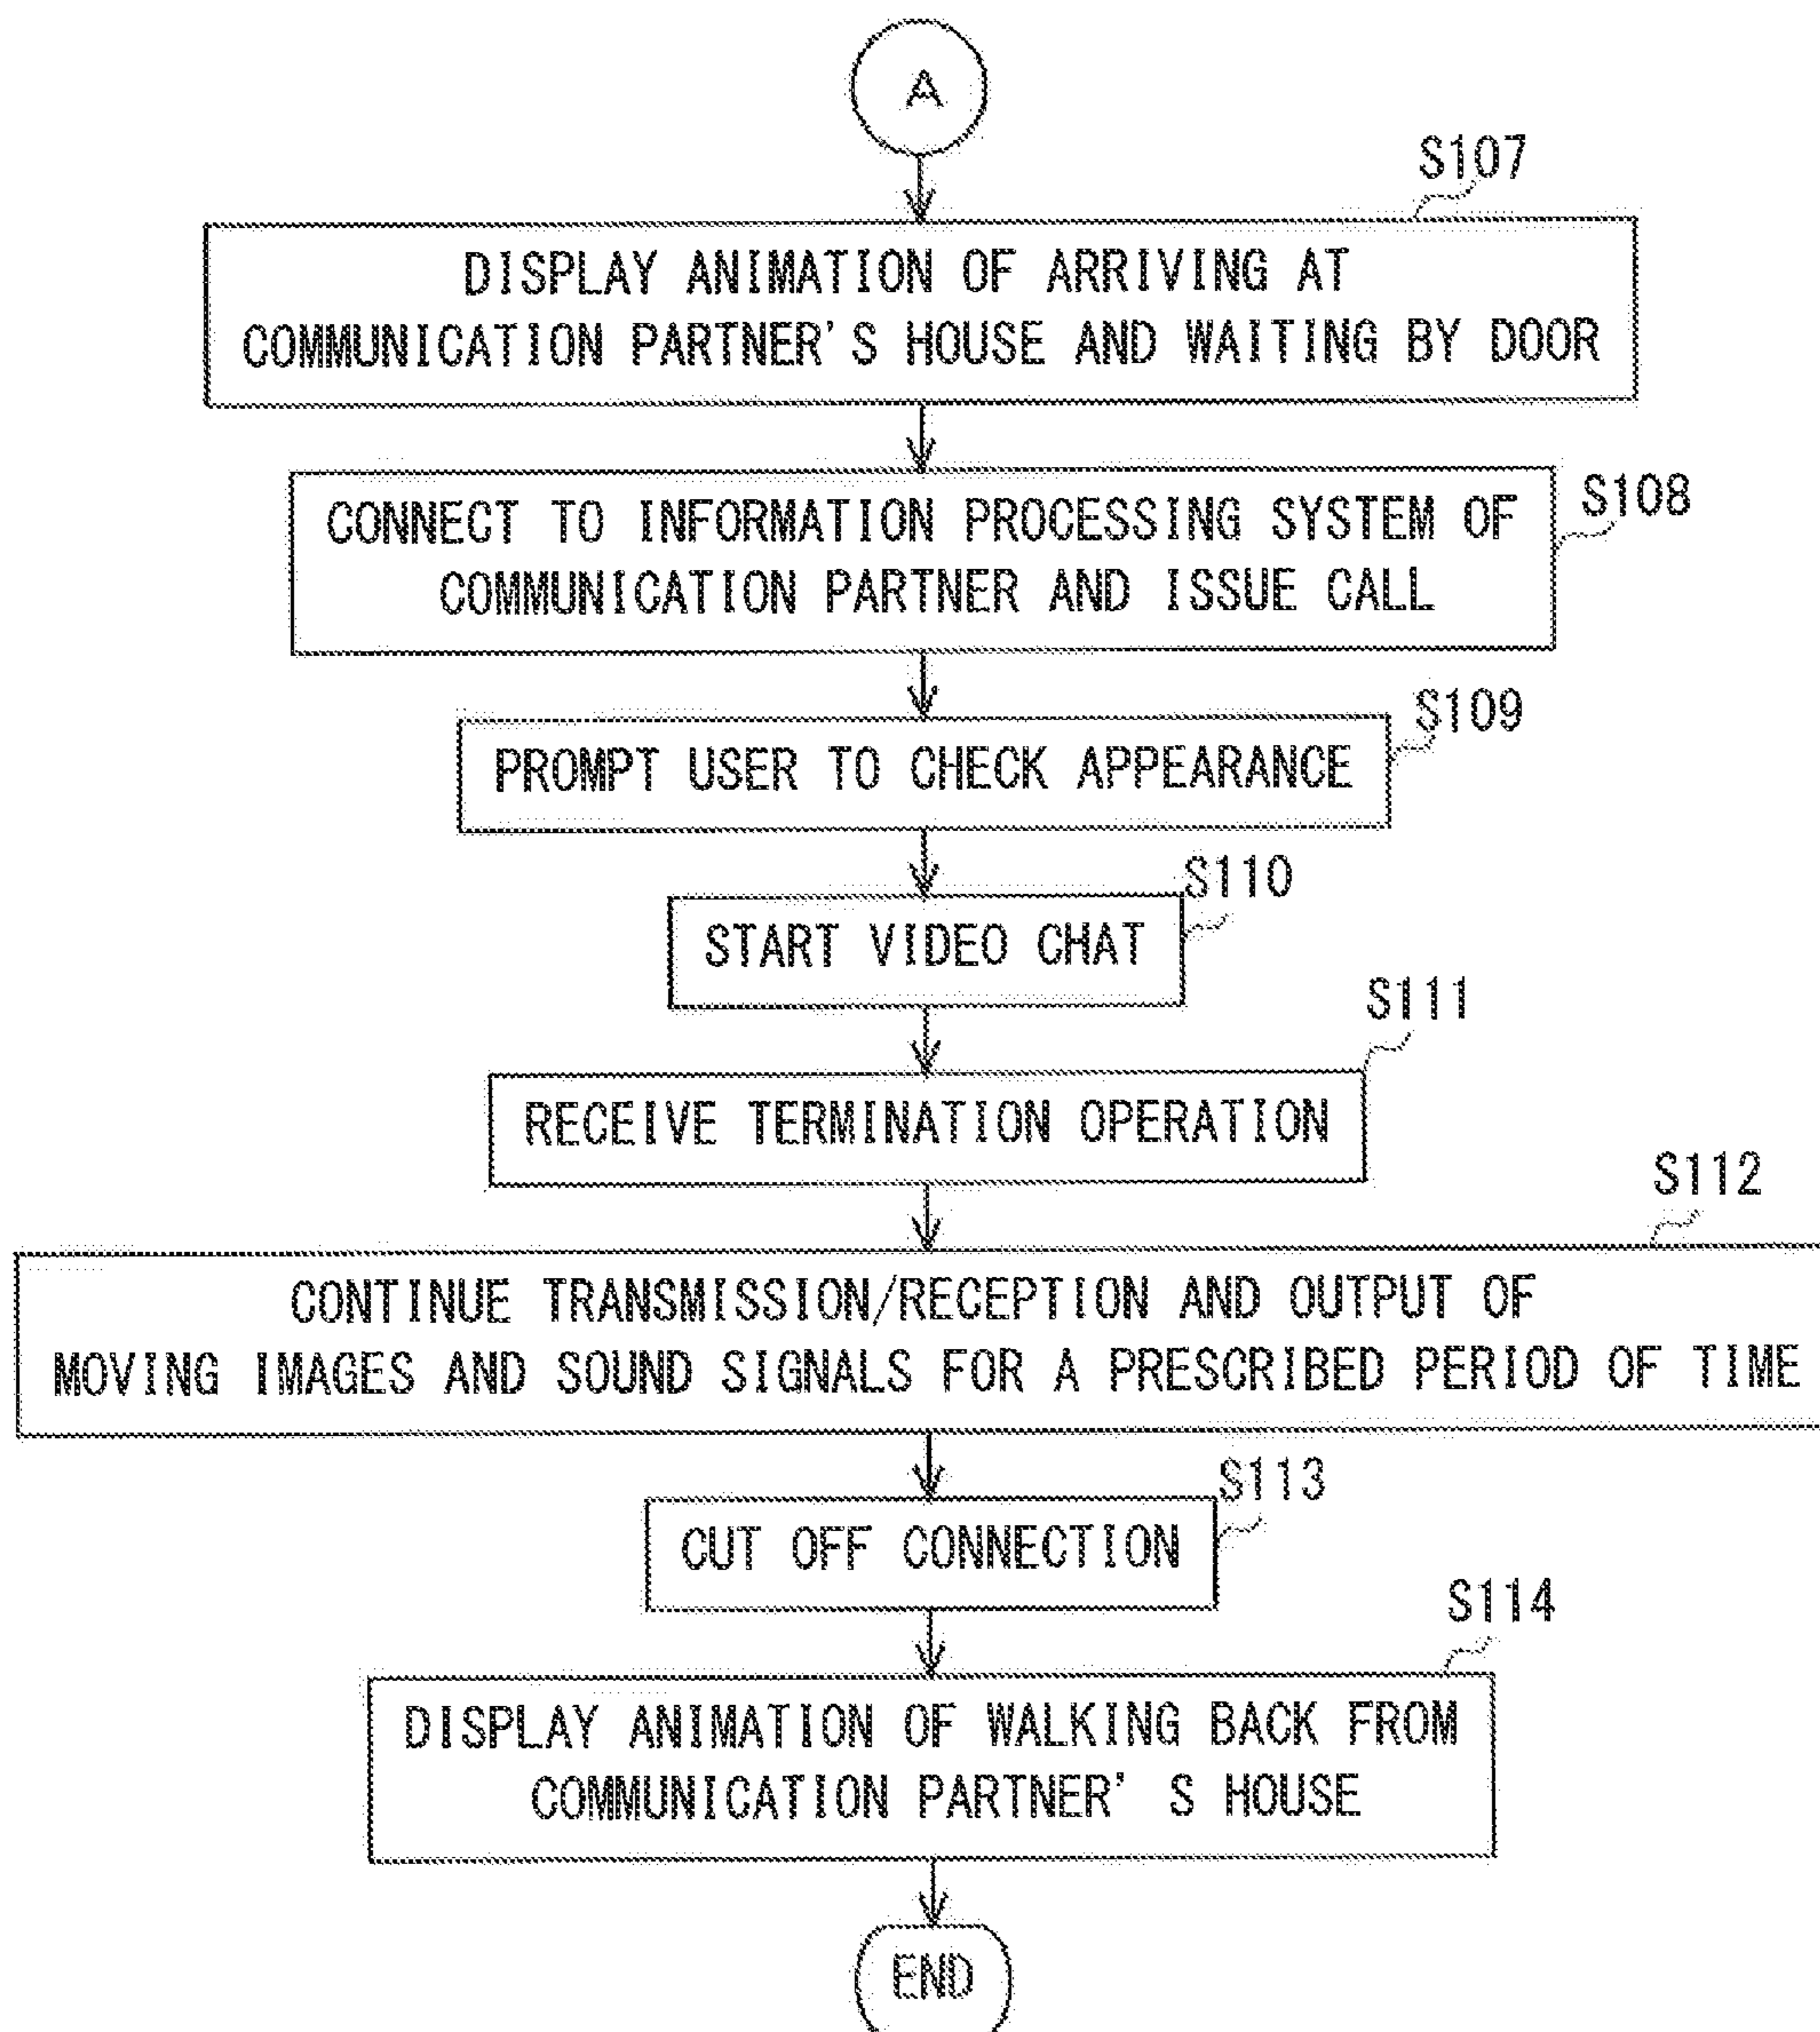 A
S107
DISPLAY ANIMATION OF ARRIVING AT
COMMUNICATION PARTNER'S HOUSE AND WAITING BY DOOR
S108
CONNECT TO INFORMATION PROCESSING SYSTEM OF
COMMUNICATION PARTNER AND ISSUE CALL
S109
PROMPT USER TO CHECK APPEARANCE
S110
START VIDEO CHAT
S111
RECEIVE TERMINATION OPERATION
S112
CONTINUE TRANSMISSION/RECEPTION AND OUTPUT OF
MOVING IMAGES AND SOUND SIGNALS FOR A PRESCRIBED PERIOD OF TIME
S113
CUT OFF CONNECTION
S114
DISPLAY ANIMATION OF WALKING BACK FROM
COMMUNICATION PARTNER' S HOUSE
END